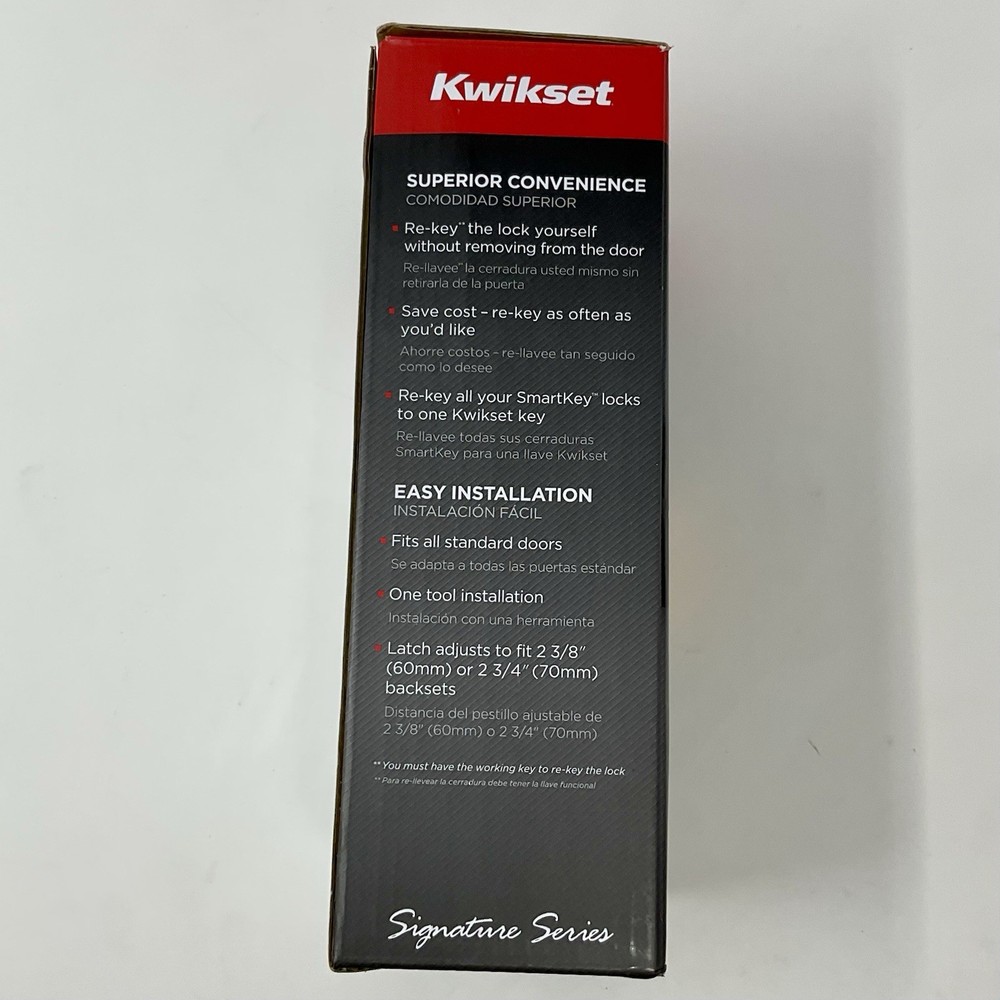 Kwikset
SUPERIOR CONVENIENCE
COMODIDAD SUPERIOR
Re-key** the lock yourself
without removing from the door
Re-llavee** la cerradura usted mismo sin
retirarla de la puerta
Save cost – re-key as often as
you'd like
Ahorre costos – re-llavee tan seguido
como lo desee
Re-key all your SmartKey™ locks
to one Kwikset key
Re-llavee todas sus cerraduras
SmartKey para una llave Kwikset
EASY INSTALLATION
INSTALACIÓN FÁCIL
Fits all standard doors
Se adapta a todas las puertas estándar
One tool installation
Instalación con una herramienta
Latch adjusts to fit 2 3/8"
(60mm) or 2 3/4" (70mm)
backsets
Distancia del pestillo ajustable de
2 3/8" (60mm) o 2 3/4" (70mm)
**You must have the working key to re-key the lock
**Para re-llevear la cerradura debe tener la llave funcional
Signature Series